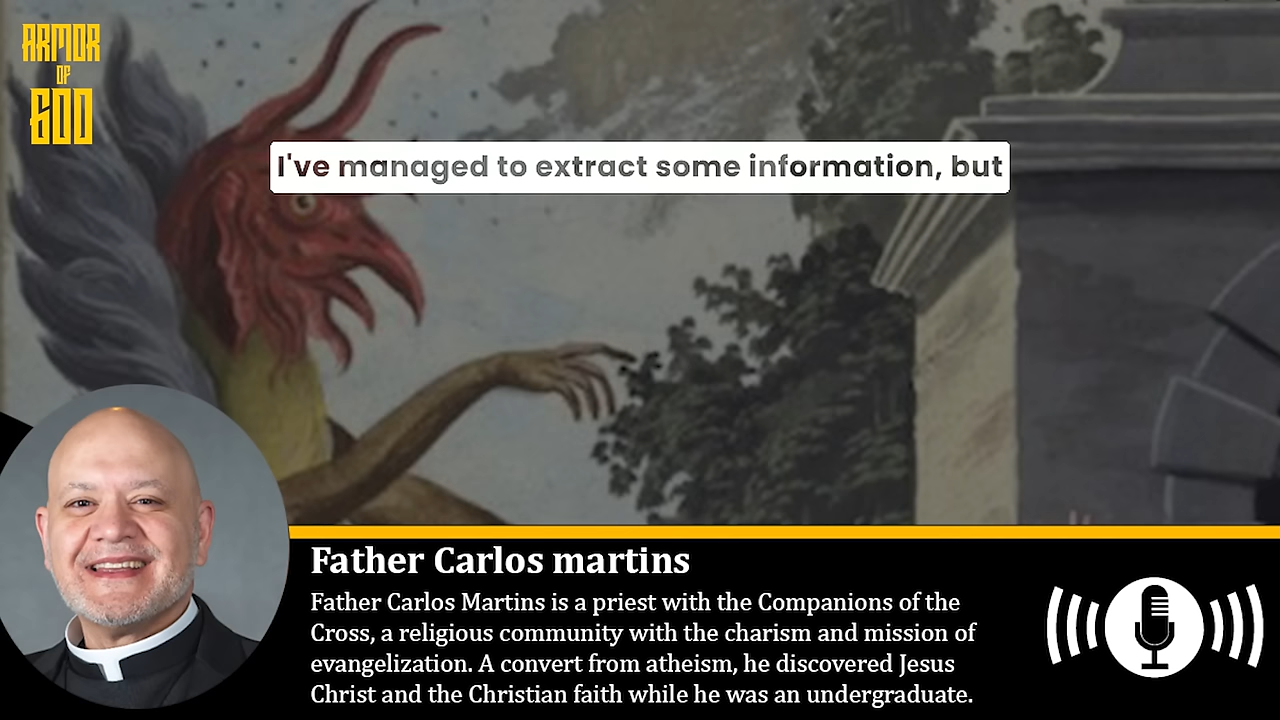 ARMOR
OF
GOD
I've managed to extract some information, but
Father Carlos martins
Father Carlos Martins is a priest with the Companions of the
Cross, a religious community with the charism and mission of
evangelization. A convert from atheism, he discovered Jesus
Christ and the Christian faith while he was an undergraduate.